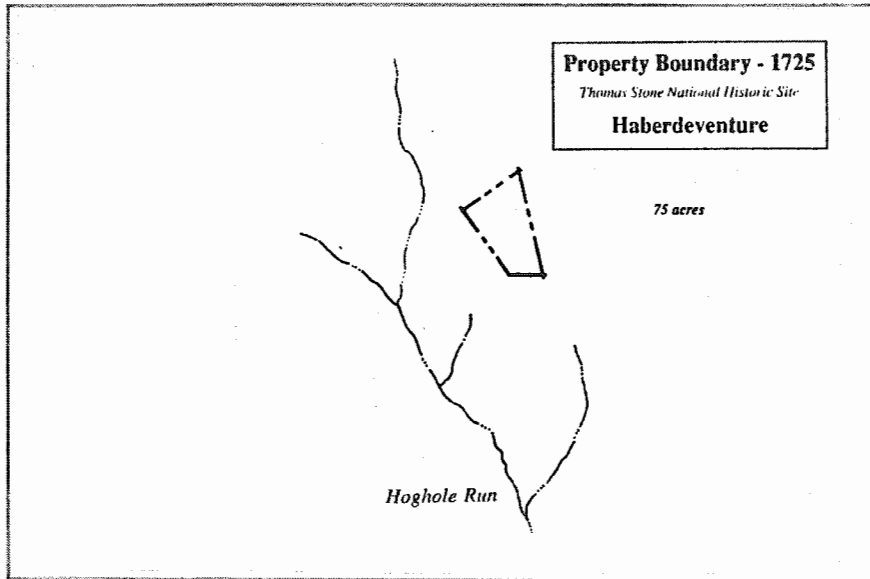 Property Boundary - 1725
Thomas Stone National Historic Site
Haberdeventure
75 acres
Hoghole Run